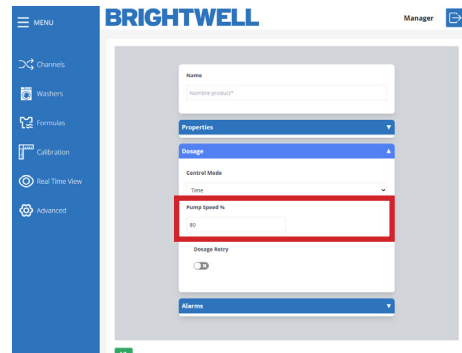 MENU
BRIGHTWELL
Manager
Channels
Washers
Formulas
Calibration
Real Time View
Advanced
Name
Nombre product*
Properties
Dosage
Control Mode
Time
Pump Speed %
80
Dosage Retry
Alarms